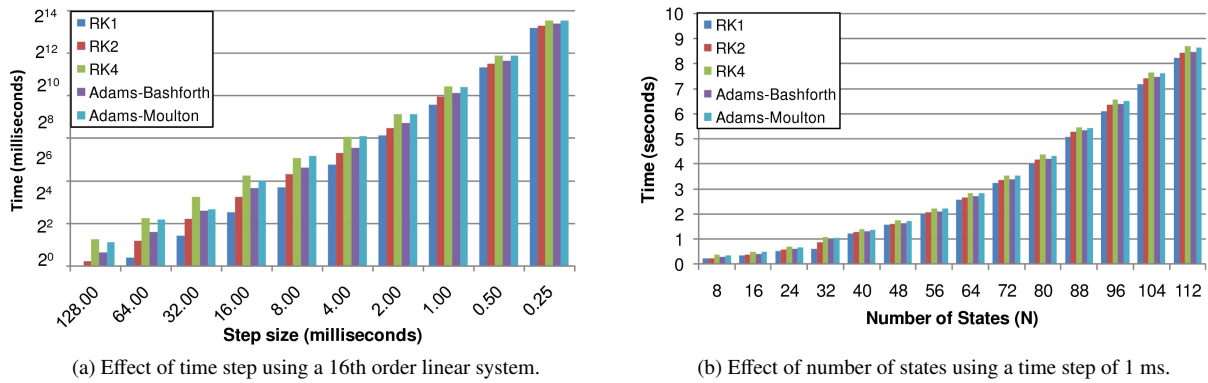 Time (milliseconds)
2^14
2^12
2^10
2^8
2^6
2^4
2^2
2^0
RK1
RK2
RK4
Adams-Bashforth
Adams-Moulton
128.00 64.00 32.00 16.00 8.00 4.00 2.00 1.00 0.50 0.25
Step size (milliseconds)
(a) Effect of time step using a 16th order linear system.
Time (seconds)
10
9
8
7
6
5
4
3
2
1
0
RK1
RK2
RK4
Adams-Bashforth
Adams-Moulton
8 16 24 32 40 48 56 64 72 80 88 96 104 112
Number of States (N)
(b) Effect of number of states using a time step of 1 ms.